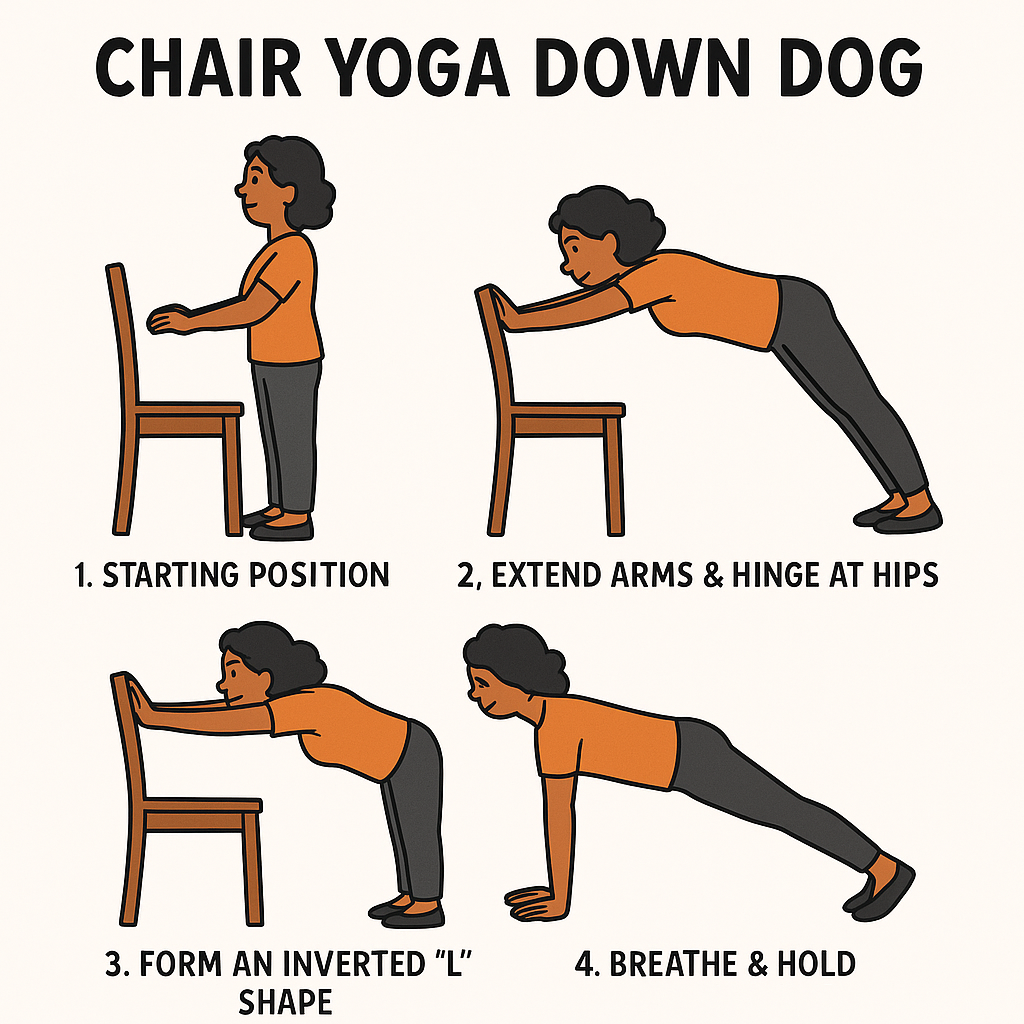 CHAIR YOGA DOWN DOG
1. STARTING POSITION
2, EXTEND ARMS & HINGE AT HIPS
3. FORM AN INVERTED "L"
SHAPE
4. BREATHE & HOLD